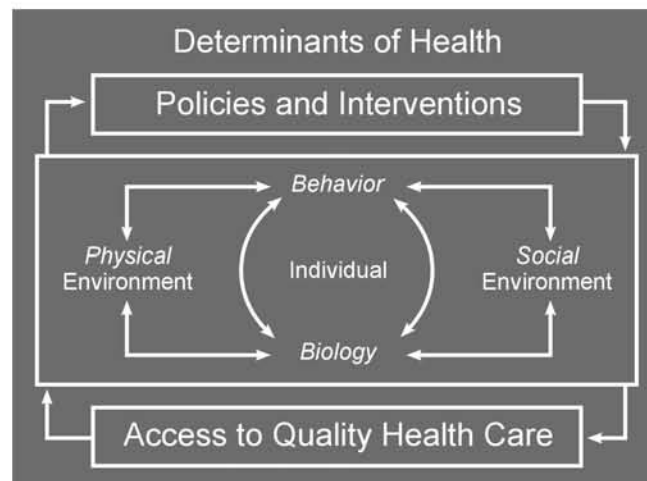 Determinants of Health
Policies and Interventions
Behavior
Physical
Environment
Individual
Social
Environment
Biology
Access to Quality Health Care